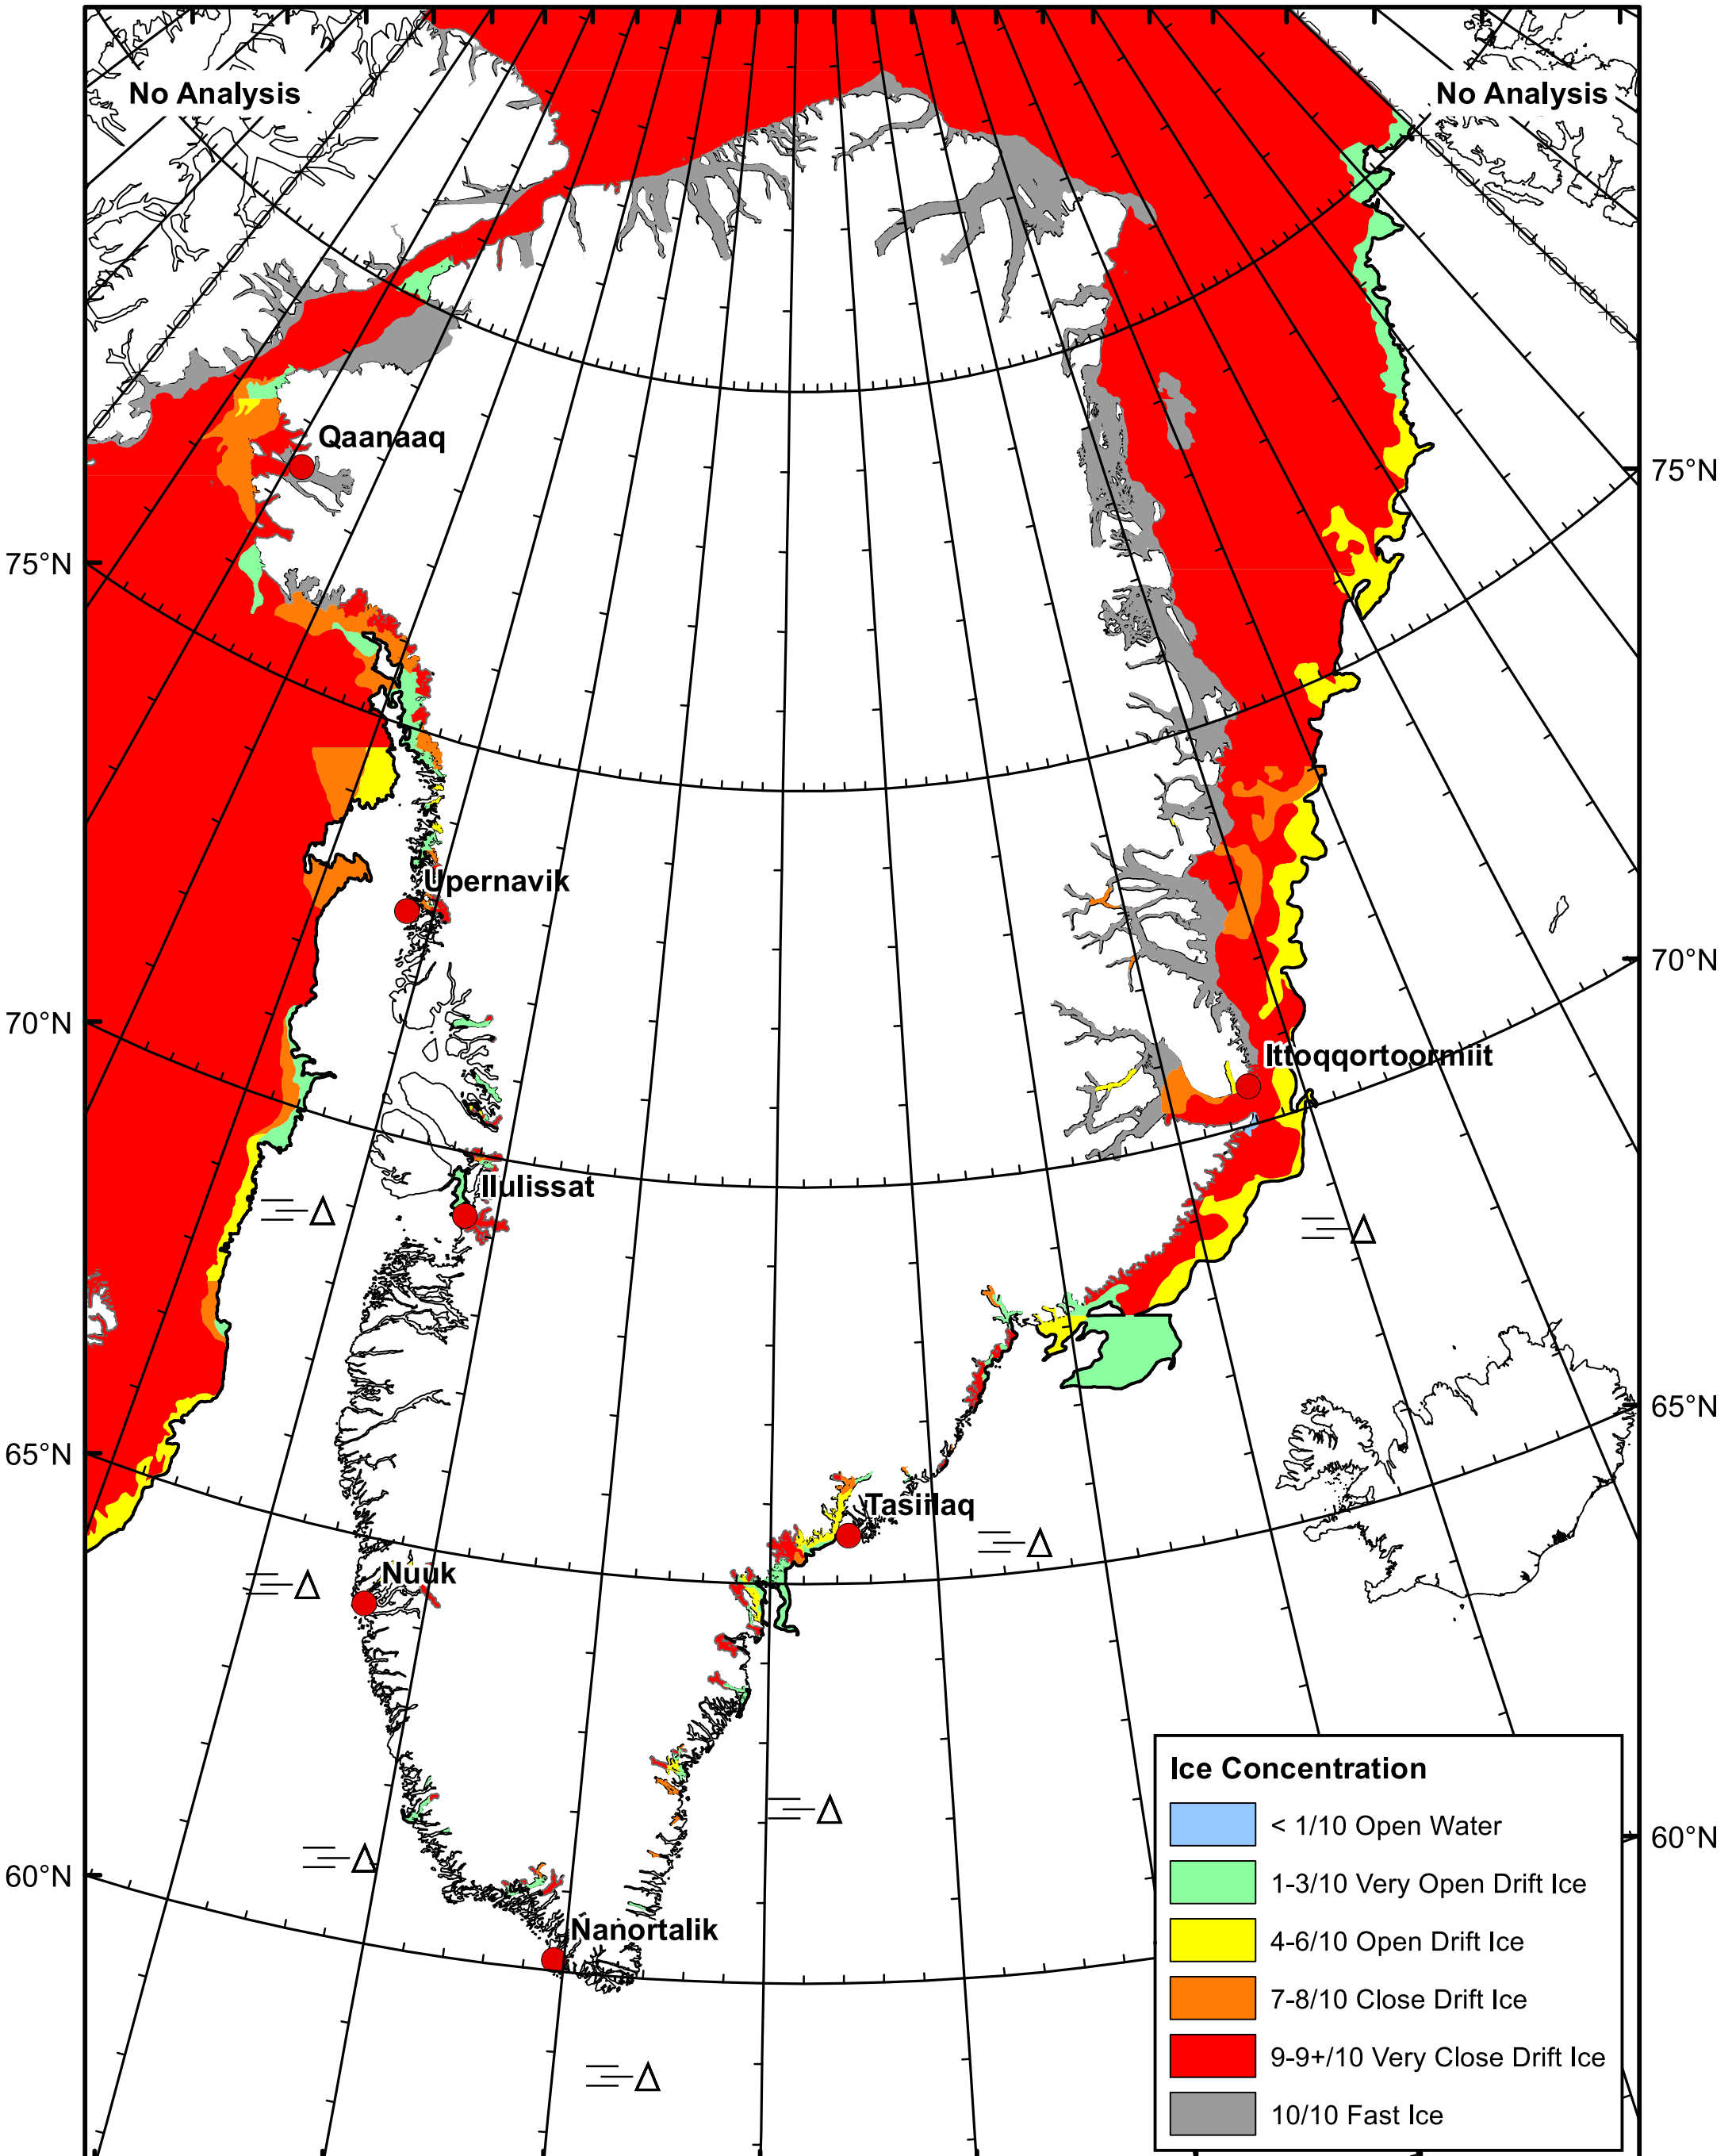 No Analysis
No Analysis
Qaanaaq
75°N
75°N
Upernavik
70°N
70°N
Ittoqqortoormiit
Ilulissat
65°N
65°N
Tasiilaq
Nuuk
Ice Concentration
< 1/10 Open Water
1-3/10 Very Open Drift Ice
4-6/10 Open Drift Ice
7-8/10 Close Drift Ice
9-9+/10 Very Close Drift Ice
10/10 Fast Ice
60°N
60°N
Nanortalik